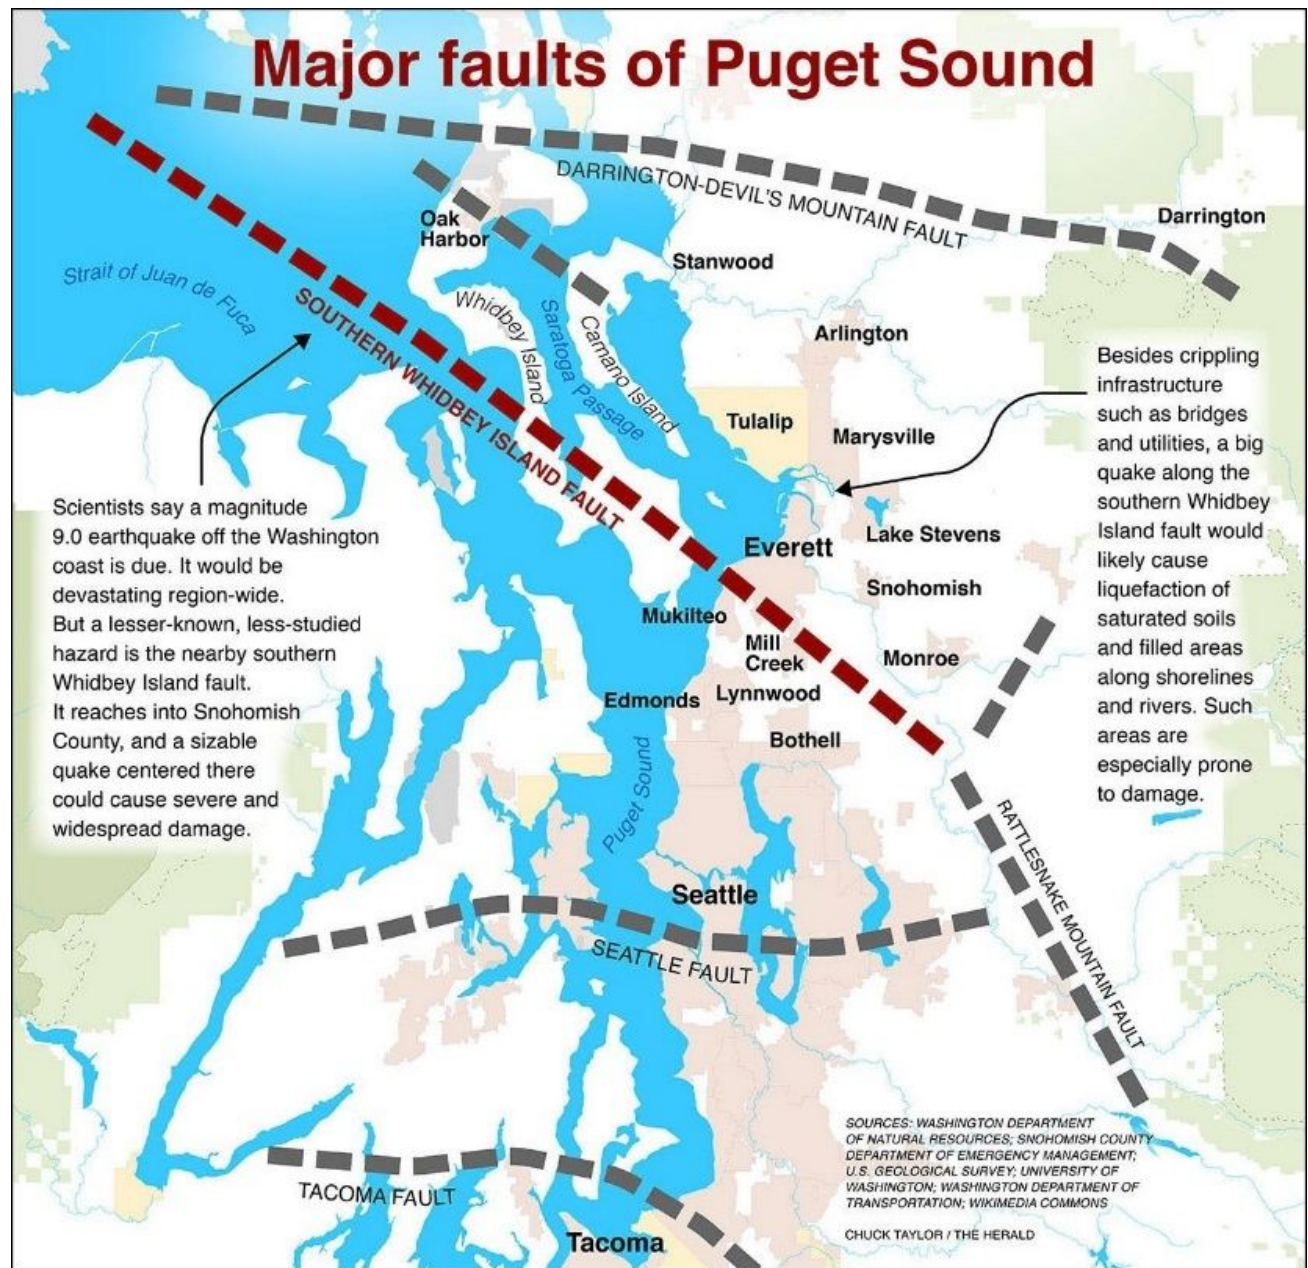 Major faults of Puget Sound
DARRINGTON-DEVIL'S MOUNTAIN FAULT
Darrington
Oak
Harbor
Stanwood
Strait of Juan de Fuca
SOUTHERN WHIDBEY ISLAND FAULT
Whidbey Island
Saratoga Passage
Camano Island
Arlington
Tulalip
Marysville
Besides crippling
infrastructure
such as bridges
and utilities, a big
quake along the
southern Whidbey
Island fault would
likely cause
liquefaction of
saturated soils
and filled areas
along shorelines
and rivers. Such
areas are
especially prone
to damage.
Scientists say a magnitude
9.0 earthquake off the Washington
coast is due. It would be
devastating region-wide.
But a lesser-known, less-studied
hazard is the nearby southern
Whidbey Island fault.
It reaches into Snohomish
County, and a sizable
quake centered there
could cause severe and
widespread damage.
Lake Stevens
Everett
Snohomish
Mukilteo
Mill
Creek
Monroe
Edmonds
Lynnwood
Bothell
Puget Sound
RATTLESNAKE MOUNTAIN FAULT
Seattle
SEATTLE FAULT
TACOMA FAULT
Tacoma
SOURCES: WASHINGTON DEPARTMENT
OF NATURAL RESOURCES; SNOHOMISH COUNTY
DEPARTMENT OF EMERGENCY MANAGEMENT;
U.S. GEOLOGICAL SURVEY; UNIVERSITY OF
WASHINGTON; WASHINGTON DEPARTMENT OF
TRANSPORTATION; WIKIMEDIA COMMONS
CHUCK TAYLOR / THE HERALD